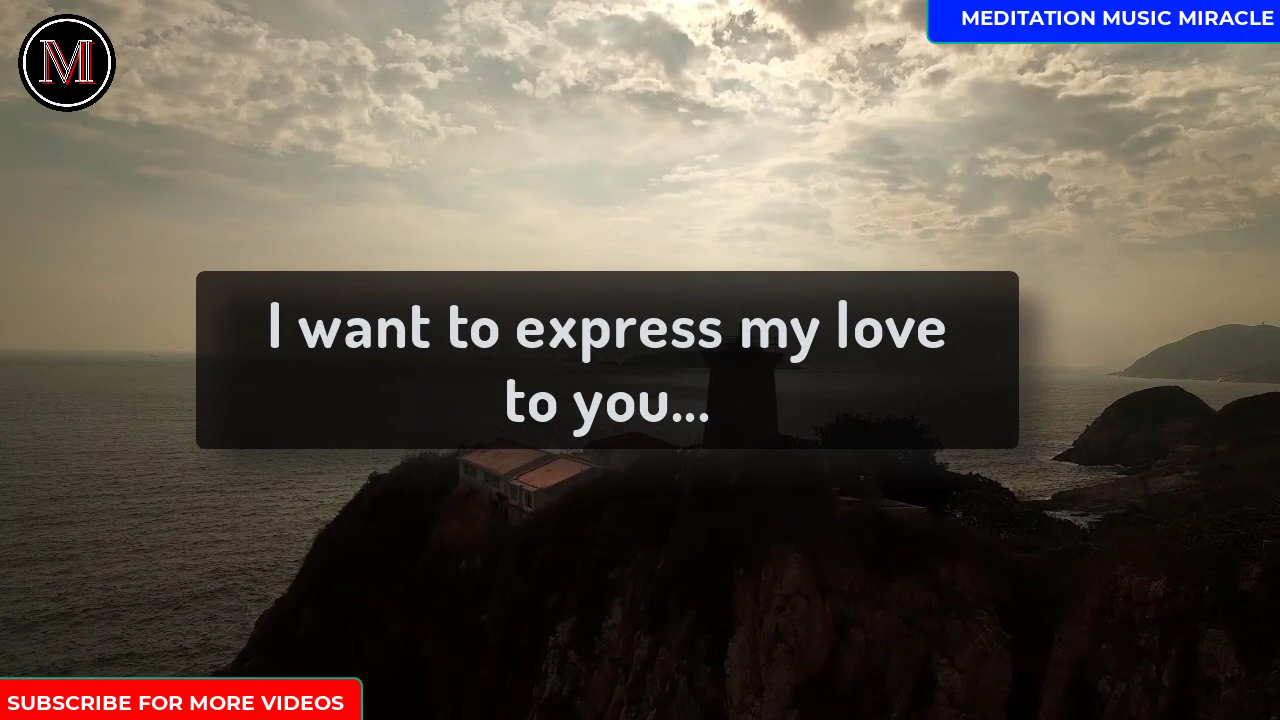 M
MEDITATION MUSIC MIRACLE
I want to express my love
to you...
SUBSCRIBE FOR MORE VIDEOS